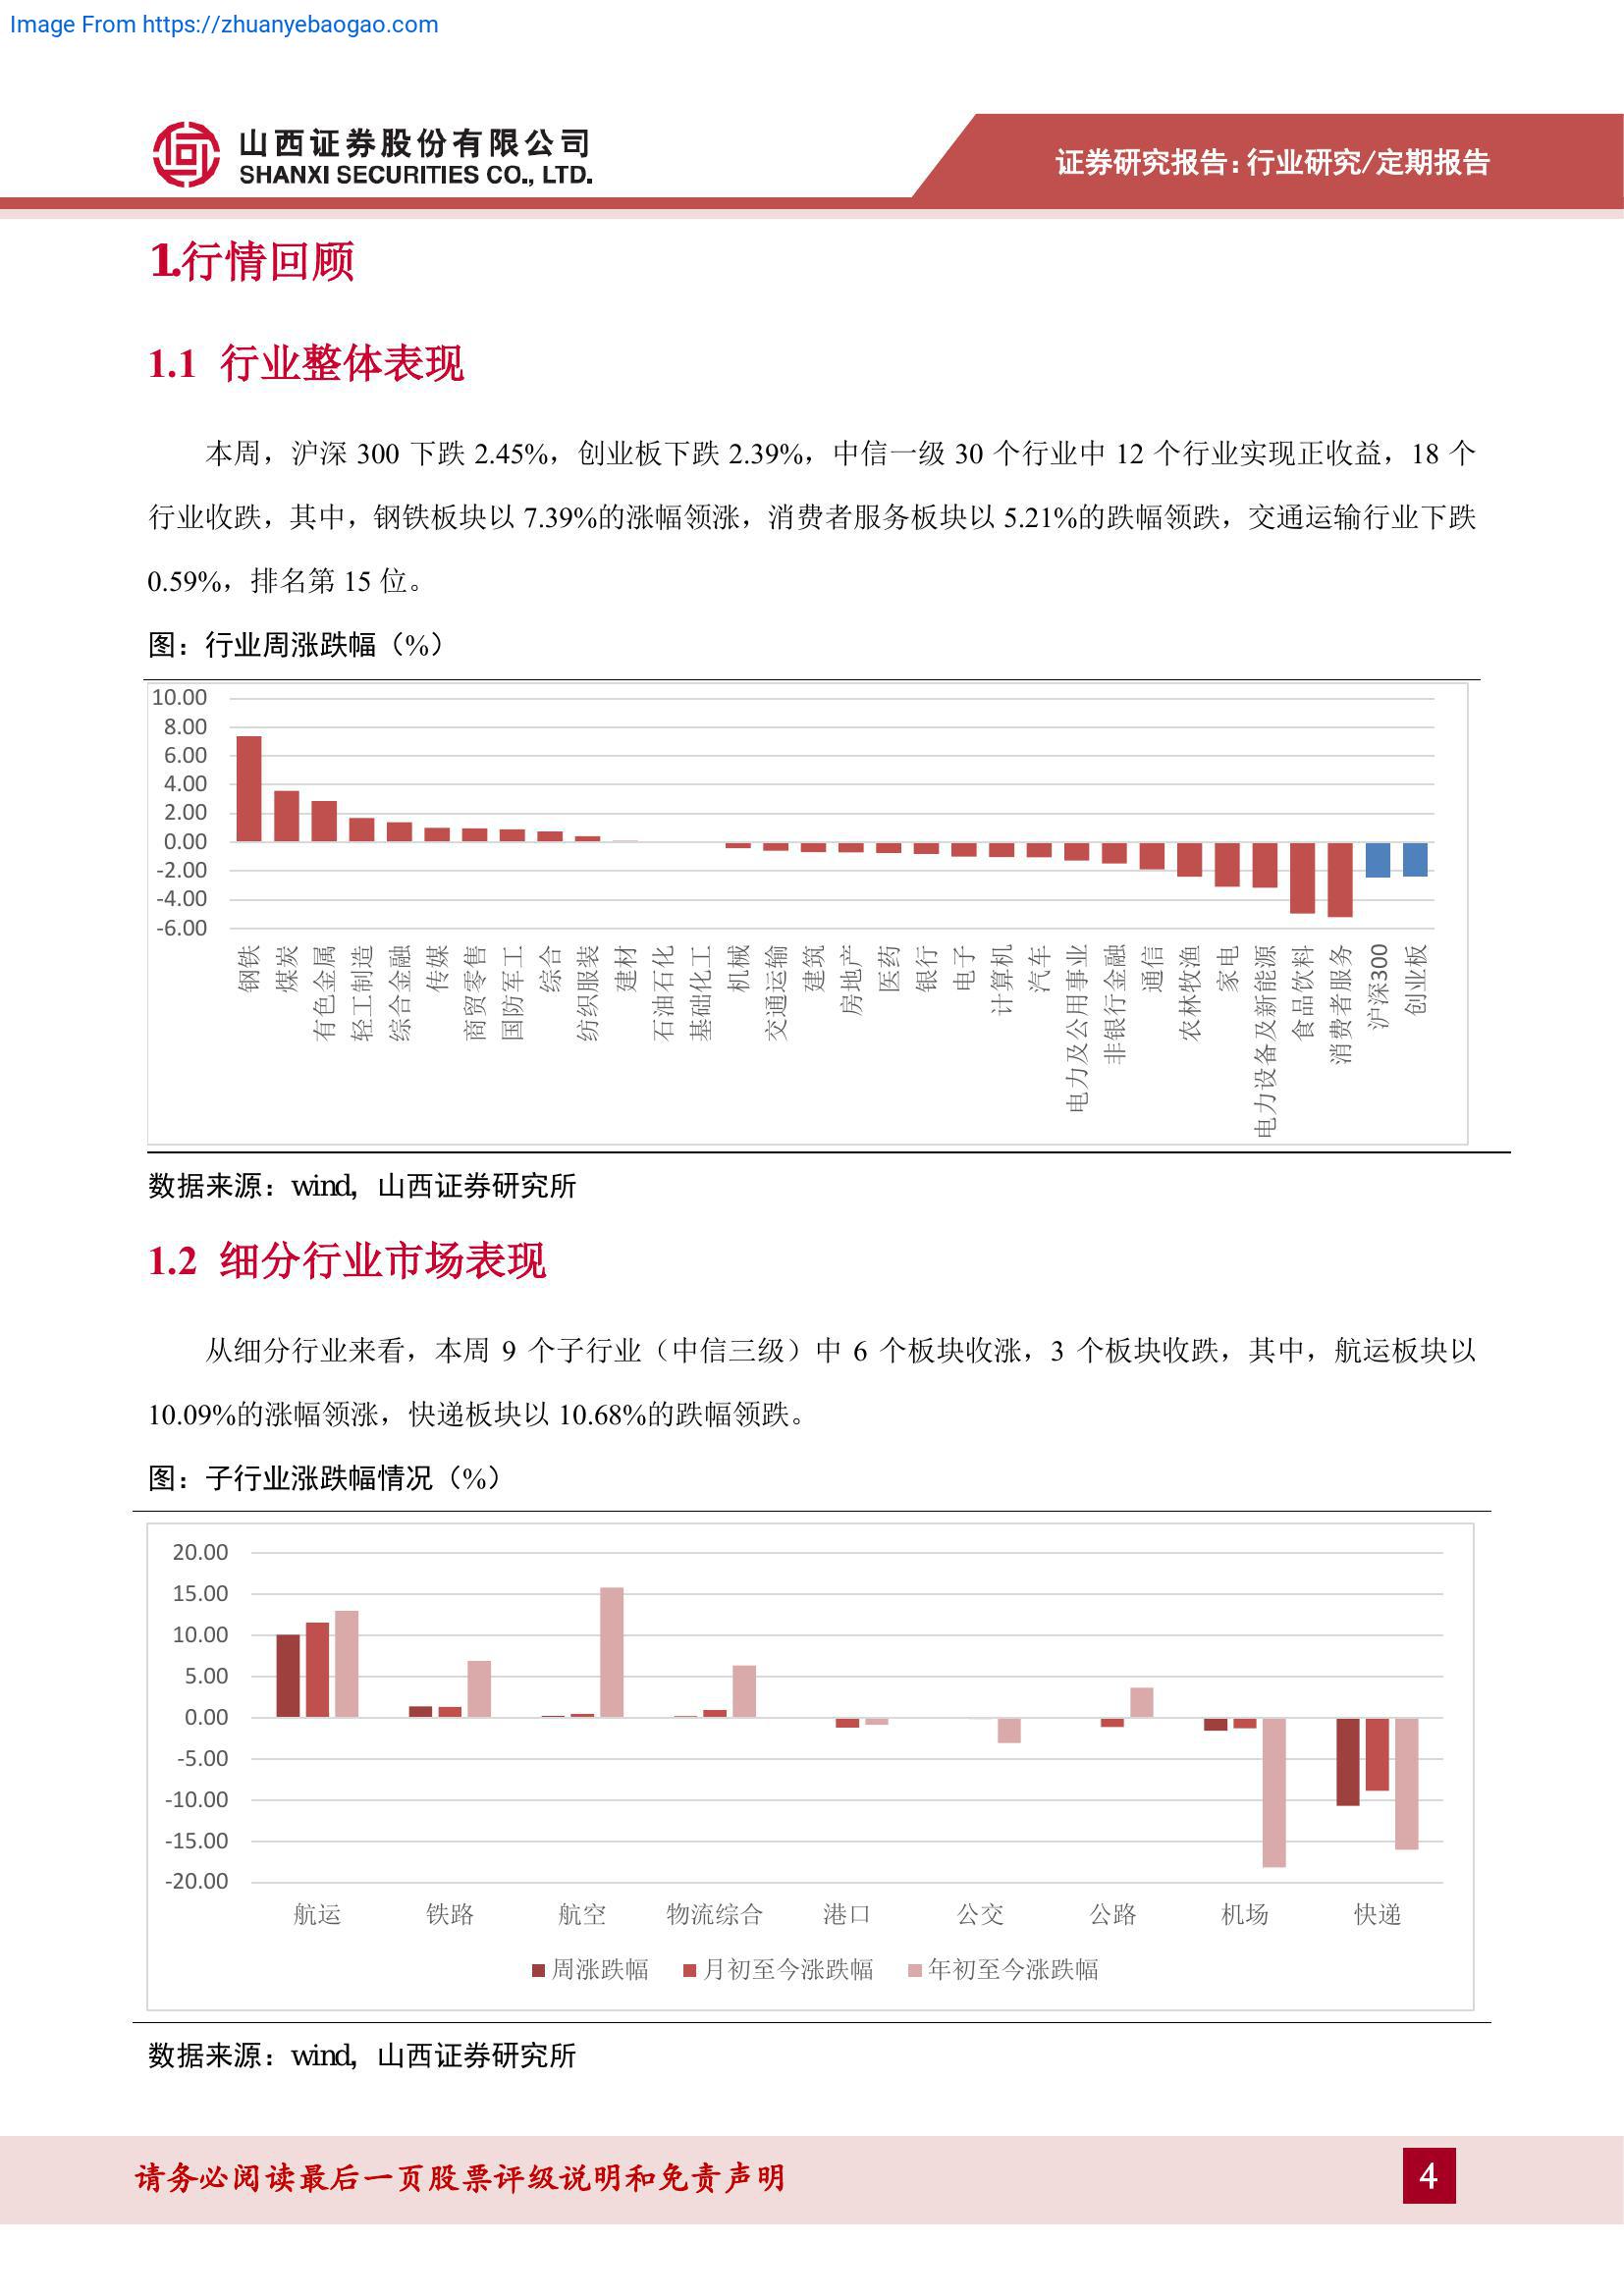 Image From https://zhuanyebaogao.com
山西证券股份有限公司
SHANXI SECURITIES CO., LTD.
证券研究报告：行业研究/定期报告
1.行情回顾
1.1 行业整体表现
本周，沪深 300 下跌 2.45%，创业板下跌 2.39%，中信一级 30 个行业中 12 个行业实现正收益，18 个
行业收跌，其中，钢铁板块以 7.39%的涨幅领涨，消费者服务板块以 5.21%的跌幅领跌，交通运输行业下跌
0.59%，排名第 15 位。
图：行业周涨跌幅（%）
10.00
8.00
6.00
4.00
2.00
0.00
-2.00
-4.00
-6.00
钢铁
煤炭
有色金属
轻工制造
综合金融
传媒
商贸零售
国防军工
综合
纺织服装
建材
石油石化
基础化工
机械
交通运输
建筑
房地产
医药
银行
电子
计算机
汽车
电力及公用事业
非银行金融
通信
农林牧渔
家电
电力设备及新能源
食品饮料
消费者服务
沪深300
创业板
数据来源：wind，山西证券研究所
1.2 细分行业市场表现
从细分行业来看，本周 9 个子行业（中信三级）中 6 个板块收涨，3 个板块收跌，其中，航运板块以
10.09%的涨幅领涨，快递板块以 10.68%的跌幅领跌。
图：子行业涨跌幅情况（%）
20.00
15.00
10.00
5.00
0.00
-5.00
-10.00
-15.00
-20.00
航运 铁路 航空 物流综合 港口 公交 公路 机场 快递
周涨跌幅 月初至今涨跌幅 年初至今涨跌幅
数据来源：wind，山西证券研究所
请务必阅读最后一页股票评级说明和免责声明
4